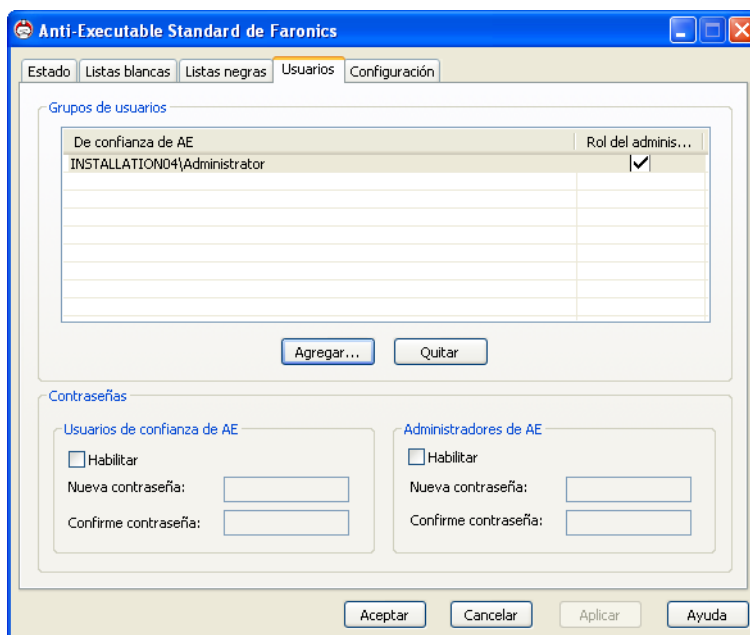 Anti-Executable Standard de Faronics
Estado Listas blancas Listas negras Usuarios Configuración
Grupos de usuarios
De confianza de AE Rol del adminis...
INSTALLATION04\Administrator
Agregar... Quitar
Contraseñas
Usuarios de confianza de AE Administradores de AE
Habilitar Habilitar
Nueva contraseña: Nueva contraseña:
Confirme contraseña: Confirme contraseña:
Aceptar Cancelar Aplicar Ayuda